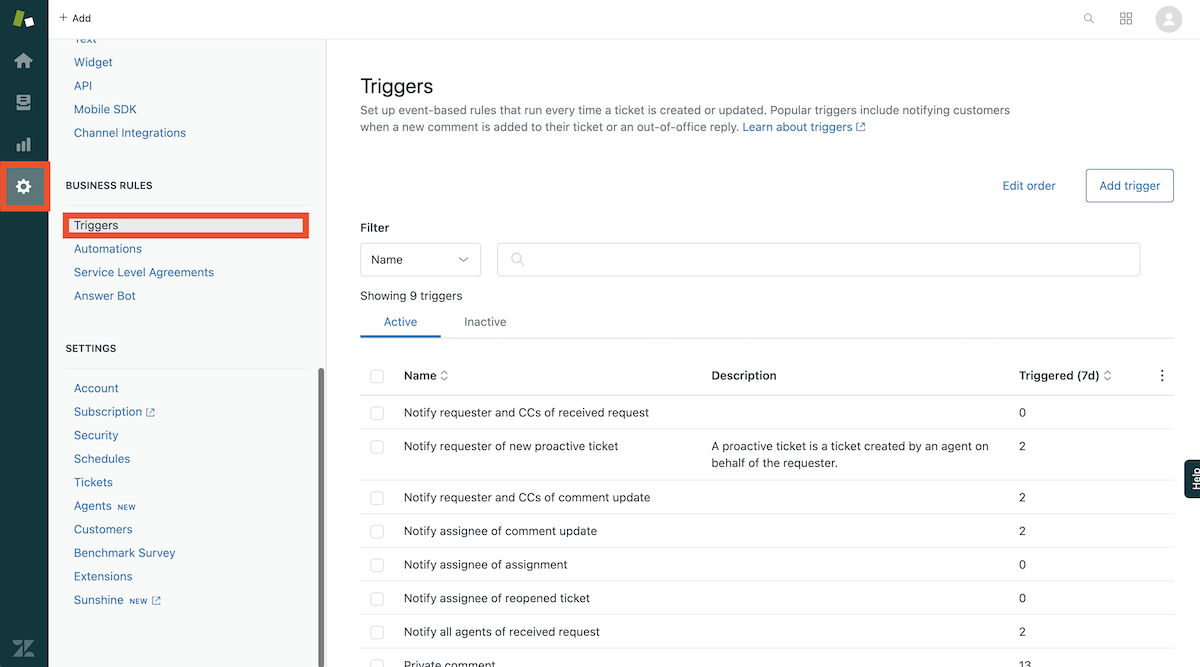 Add
Text
Widget
API
Mobile SDK
Channel Integrations
BUSINESS RULES
Triggers
Automations
Service Level Agreements
Answer Bot
SETTINGS
Account
Subscription
Security
Schedules
Tickets
Agents NEW
Customers
Benchmark Survey
Extensions
Sunshine NEW
Triggers
Set up event-based rules that run every time a ticket is created or updated. Popular triggers include notifying customers
when a new comment is added to their ticket or an out-of-office reply. Learn about triggers
Edit order
Add trigger
Filter
Name
Showing 9 triggers
Active Inactive
Name Description Triggered (7d)
Notify requester and CCs of received request 0
Notify requester of new proactive ticket A proactive ticket is a ticket created by an agent on 2
behalf of the requester.
Notify requester and CCs of comment update 2
Notify assignee of comment update 2
Notify assignee of assignment 0
Notify assignee of reopened ticket 0
Notify all agents of received request 2
Private comment 13
Help